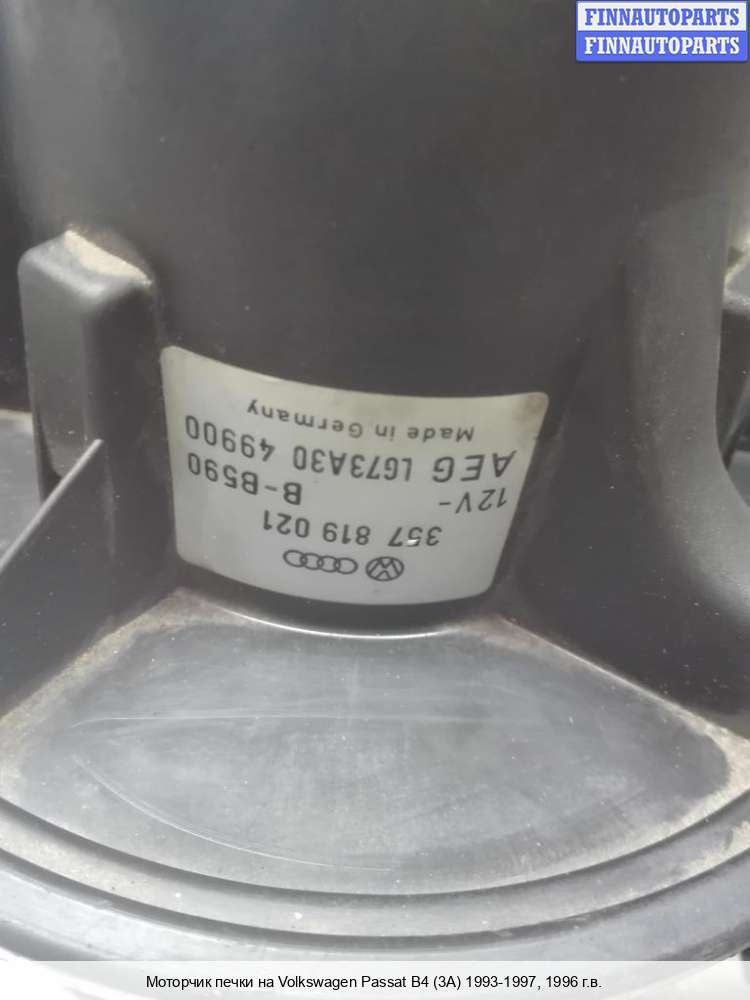 FINNAUTOPARTS
FINNAUTOPARTS
357 819 021
12V- B-B590
AEG LG73A30 49900
Made in Germany
Моторчик печки на Volkswagen Passat B4 (3A) 1993-1997, 1996 г.в.